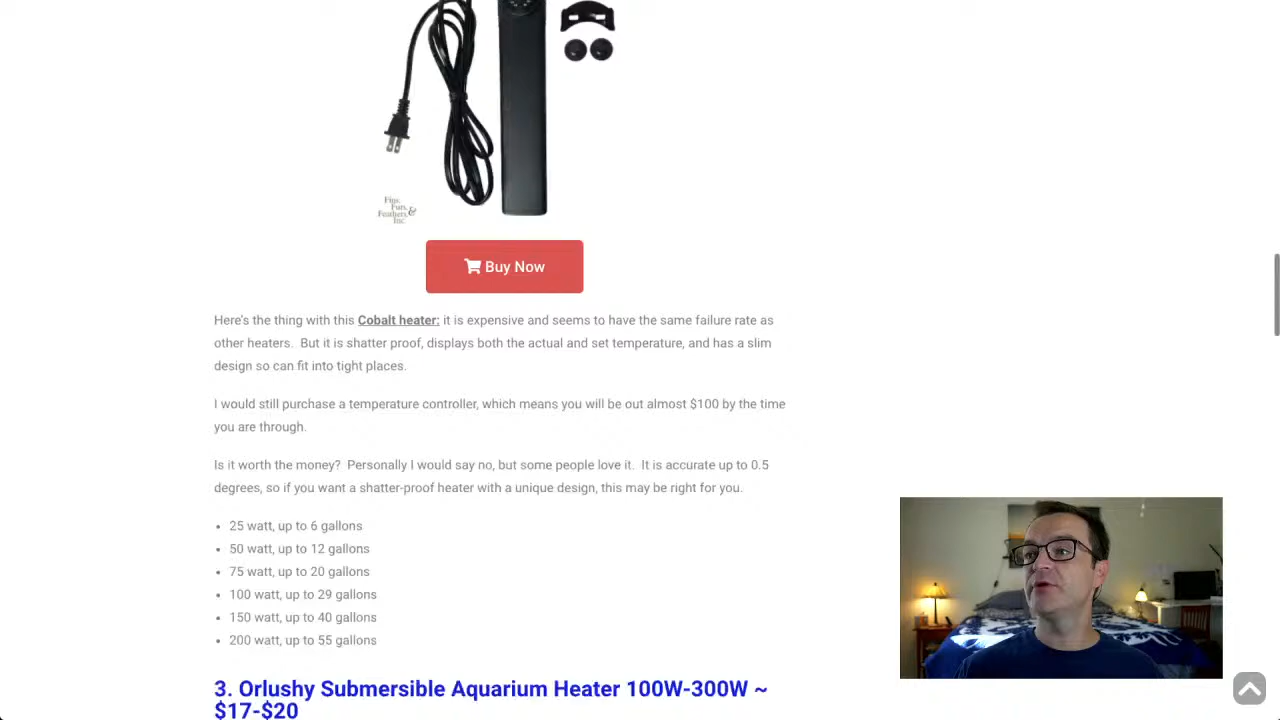 Fins,
Furs,
Feathers, &
Inc
Buy Now
Here's the thing with this Cobalt heater: it is expensive and seems to have the same failure rate as
other heaters.  But it is shatter proof, displays both the actual and set temperature, and has a slim
design so can fit into tight places.
I would still purchase a temperature controller, which means you will be out almost $100 by the time
you are through.
Is it worth the money?  Personally I would say no, but some people love it.  It is accurate up to 0.5
degrees, so if you want a shatter-proof heater with a unique design, this may be right for you.
• 25 watt, up to 6 gallons
• 50 watt, up to 12 gallons
• 75 watt, up to 20 gallons
• 100 watt, up to 29 gallons
• 150 watt, up to 40 gallons
• 200 watt, up to 55 gallons
3. Orlushy Submersible Aquarium Heater 100W-300W ~
$17-$20